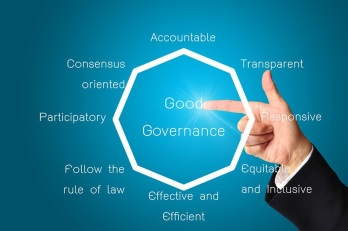 Accountable
Consensus
oriented
Transparent
Participatory
Good
Governance
Responsive
Follow the
rule of law
Equitable
and Inclusive
Effective and
Efficient